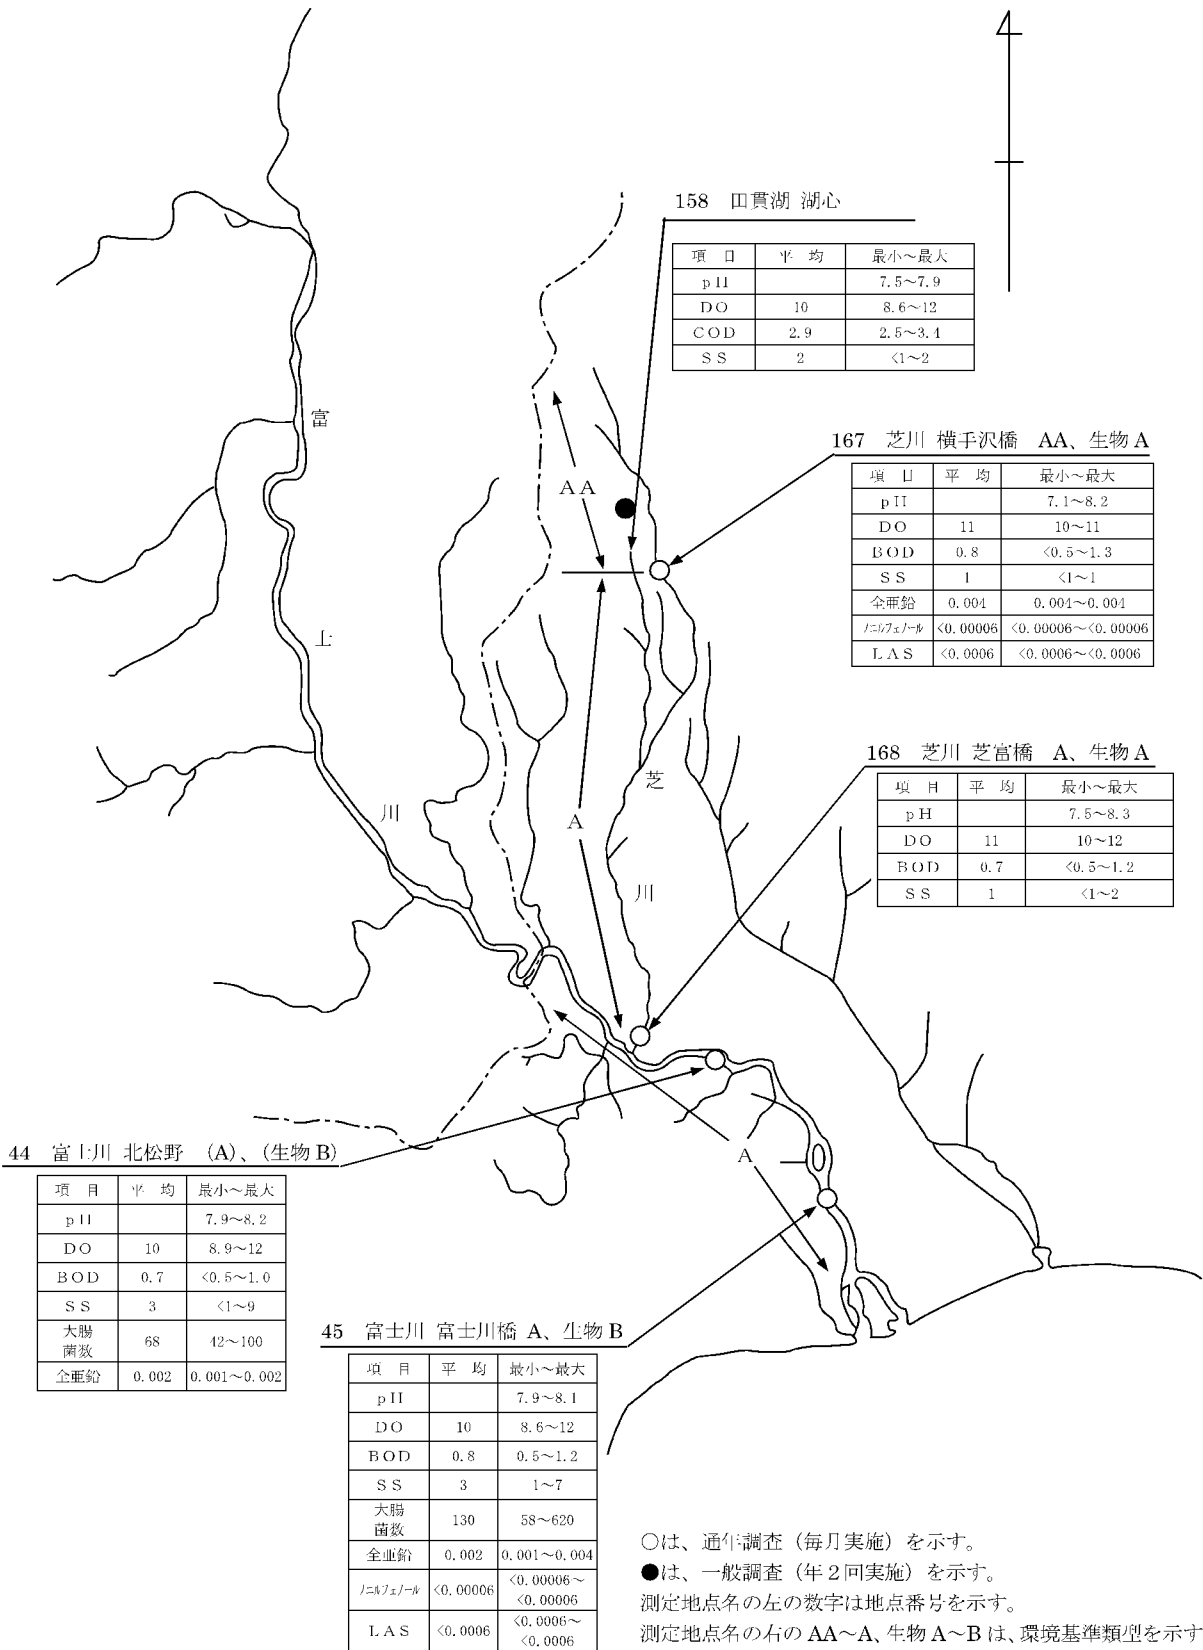 158 田貫湖 湖心
項目 平均 最小～最大
pH 7.5～7.9
DO 10 8.6～12
COD 2.9 2.5～3.4
SS 2 <1～2
富
167 芝川 横手沢橋 AA、生物A
項目 平均 最小～最大
pH 7.1～8.2
DO 11 10～11
BOD 0.8 <0.5～1.3
SS 1 <1～1
全亜鉛 0.004 0.004～0.004
ノニルフェノール <0.00006 <0.00006～<0.00006
LAS <0.0006 <0.0006～<0.0006
AA
士
168 芝川 芝富橋 A、生物A
項目 平均 最小～最大
pH 7.5～8.3
DO 11 10～12
BOD 0.7 <0.5～1.2
SS 1 <1～2
芝
川
A
川
44 富士川 北松野 (A)、(生物B)
項目 平均 最小～最大
pH 7.9～8.2
DO 10 8.9～12
BOD 0.7 <0.5～1.0
SS 3 <1～9
大腸
菌数 68 42～100
全亜鉛 0.002 0.001～0.002
A
45 富士川 富士川橋 A、生物B
項目 平均 最小～最大
pH 7.9～8.1
DO 10 8.6～12
BOD 0.8 0.5～1.2
SS 3 1～7
大腸
菌数 130 58～620
全亜鉛 0.002 0.001～0.004
ノニルフェノール <0.00006 <0.00006～
<0.00006
LAS <0.0006 <0.0006～
<0.0006
○は、通年調査（毎月実施）を示す。
●は、一般調査（年２回実施）を示す。
測定地点名の左の数字は地点番号を示す。
測定地点名の右のAA～A、生物A～Bは、環境基準類型を示す